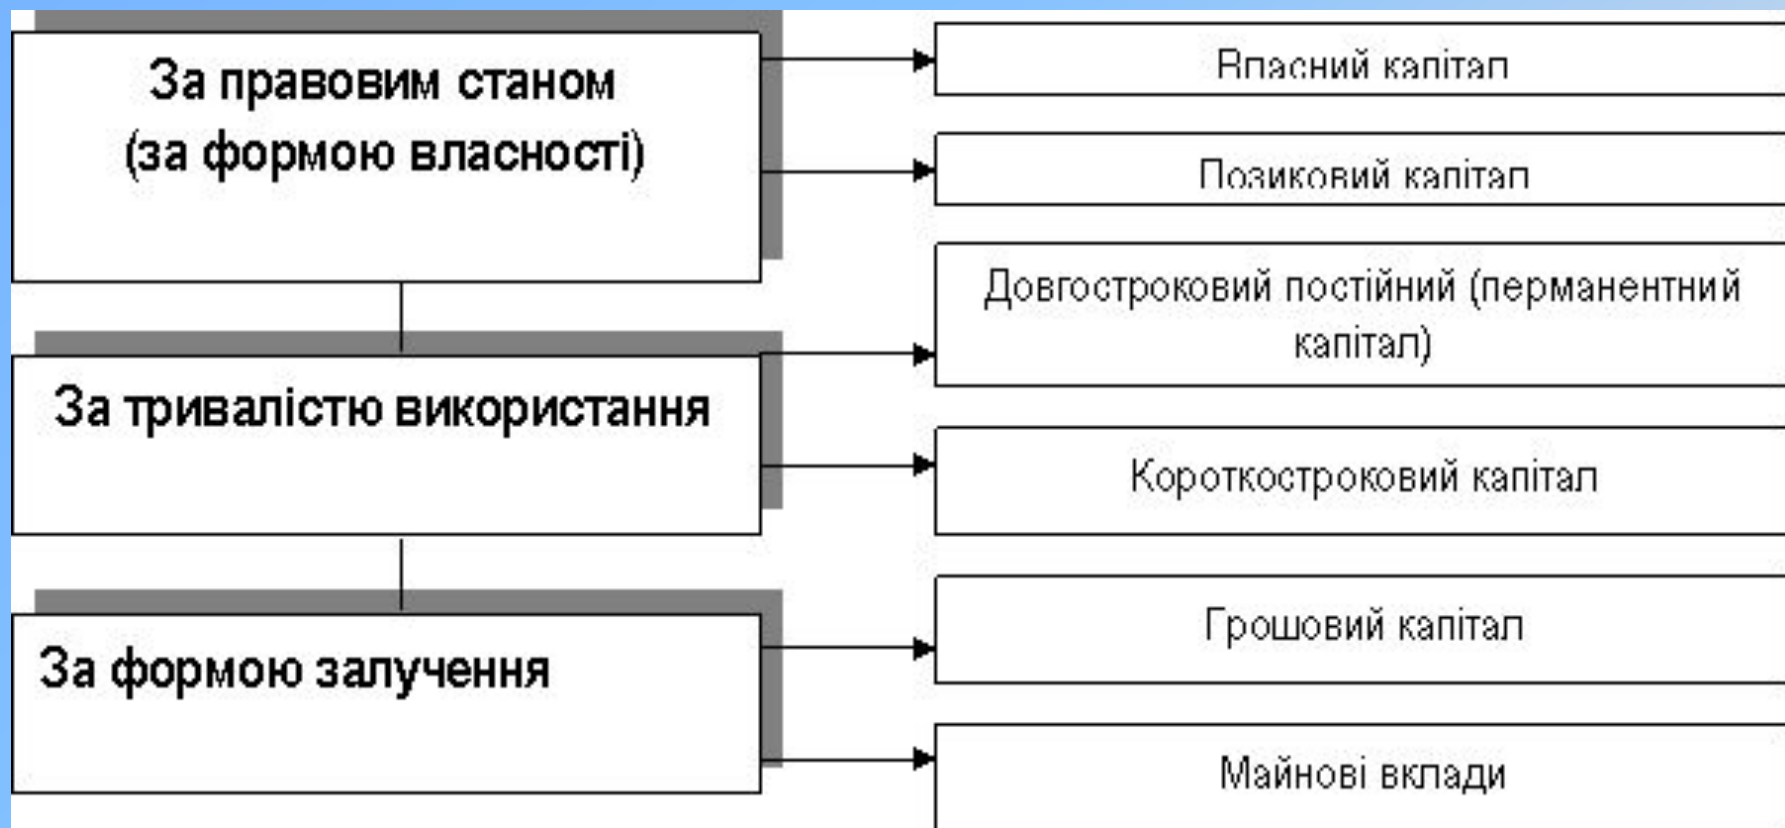 За правовим станом
(за формою власності)
Власний капітал
Позиковий капітал
За тривалістю використання
Довгостроковий постійний (перманентний
капітал)
Короткостроковий капітал
За формою залучення
Грошовий капітал
Майнові вклади